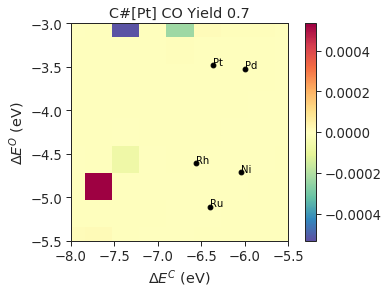 C#[Pt] CO Yield 0.7
−3.0
−3.5
−4.0
−4.5
−5.0
−5.5
ΔE^O (eV)
Pt
Pd
Rh
Ni
Ru
−8.0 −7.5 −7.0 −6.5 −6.0 −5.5
ΔE^C (eV)
0.0004
0.0002
0.0000
−0.0002
−0.0004